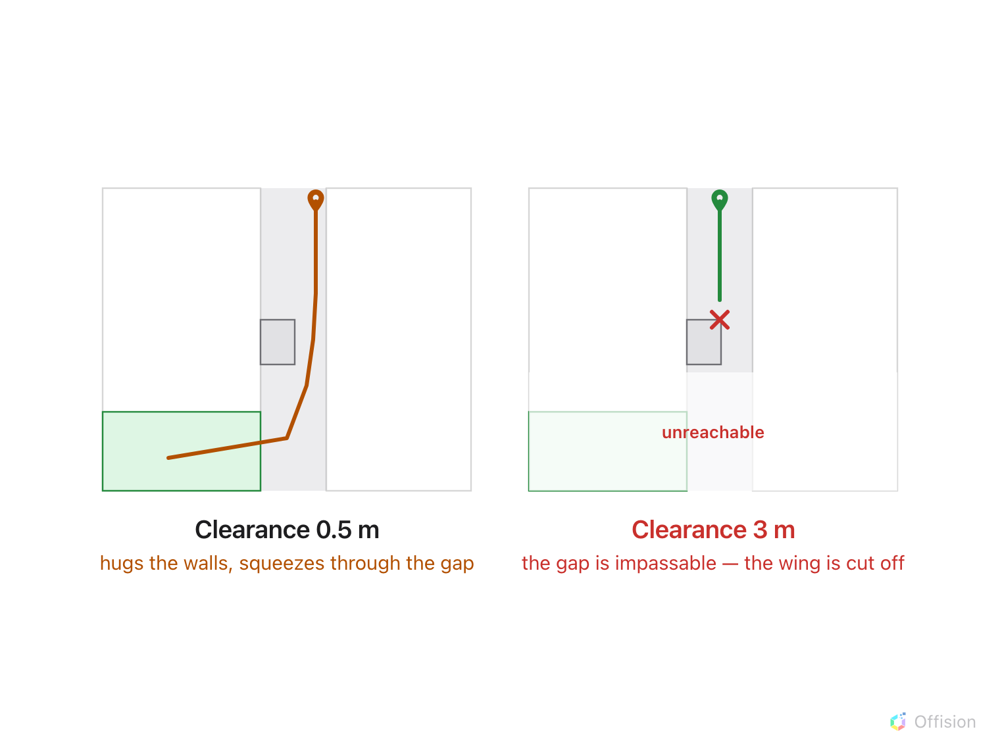 unreachable
Clearance 0.5 m
hugs the walls, squeezes through the gap
Clearance 3 m
the gap is impassable — the wing is cut off
Offision